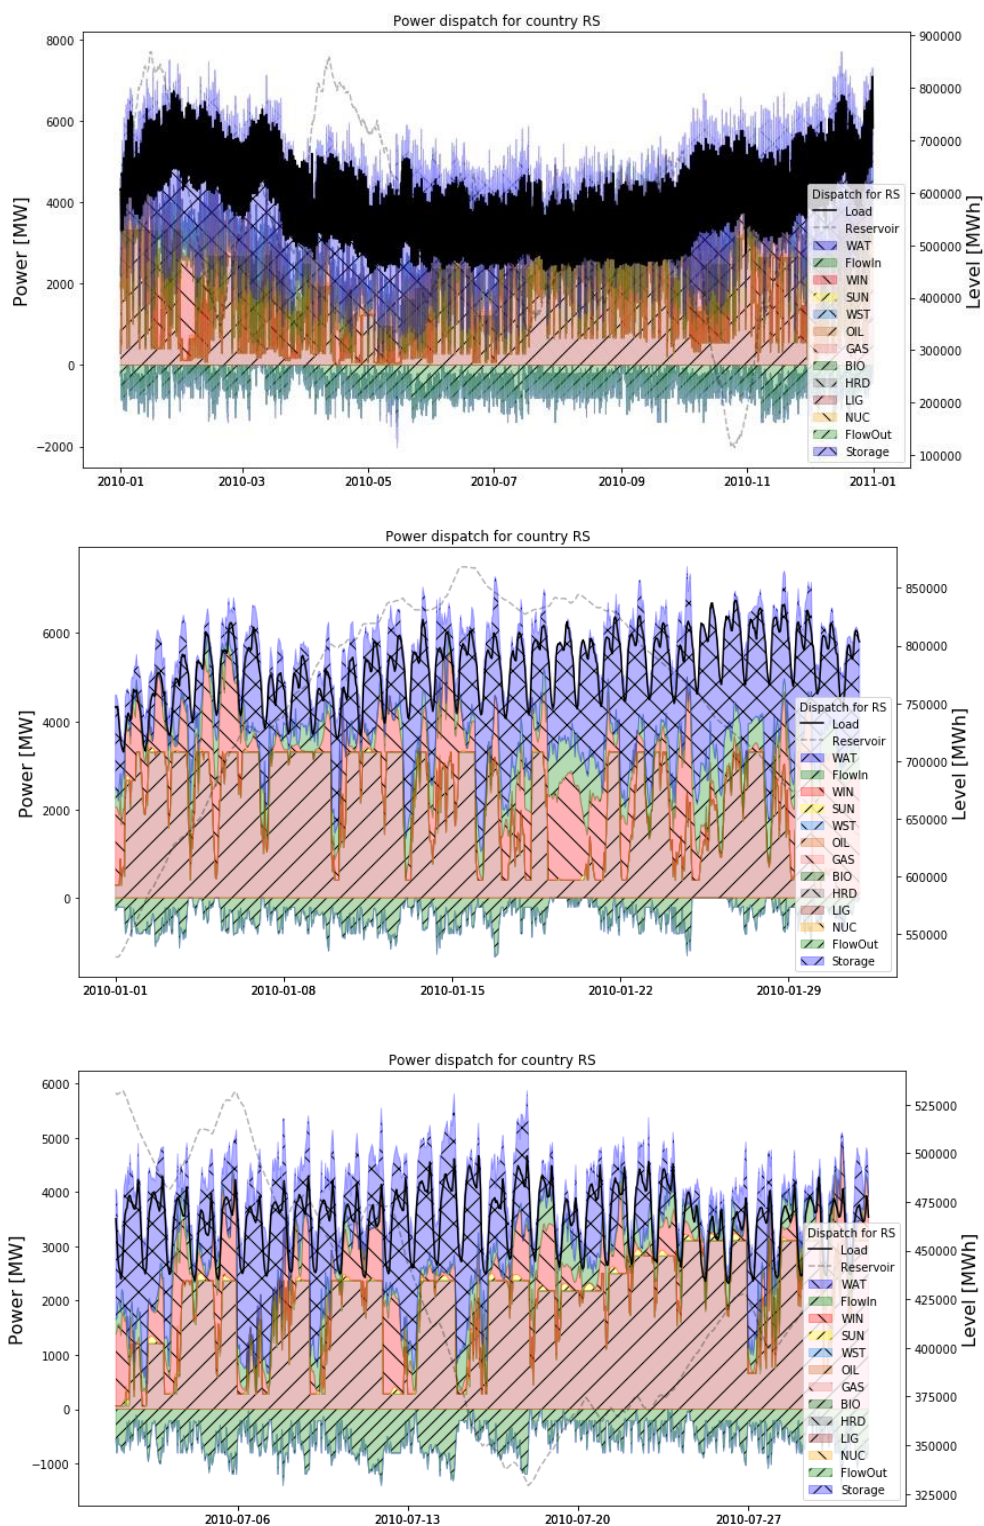 Power dispatch for country RS
8000
6000
4000
2000
0
−2000
Power [MW]
900000
800000
700000
600000
500000
400000
300000
200000
100000
Level [MWh]
Dispatch for RS
Load
Reservoir
WAT
FlowIn
WIN
SUN
WST
OIL
GAS
BIO
HRD
LIG
NUC
FlowOut
Storage
2010-01 2010-03 2010-05 2010-07 2010-09 2010-11 2011-01
Power dispatch for country RS
6000
4000
2000
0
Power [MW]
850000
800000
750000
700000
650000
600000
550000
Level [MWh]
Dispatch for RS
Load
Reservoir
WAT
FlowIn
WIN
SUN
WST
OIL
GAS
BIO
HRD
LIG
NUC
FlowOut
Storage
2010-01-01 2010-01-08 2010-01-15 2010-01-22 2010-01-29
Power dispatch for country RS
6000
5000
4000
3000
2000
1000
0
−1000
Power [MW]
525000
500000
475000
450000
425000
400000
375000
350000
325000
Level [MWh]
Dispatch for RS
Load
Reservoir
WAT
FlowIn
WIN
SUN
WST
OIL
GAS
BIO
HRD
LIG
NUC
FlowOut
Storage
2010-07-06 2010-07-13 2010-07-20 2010-07-27